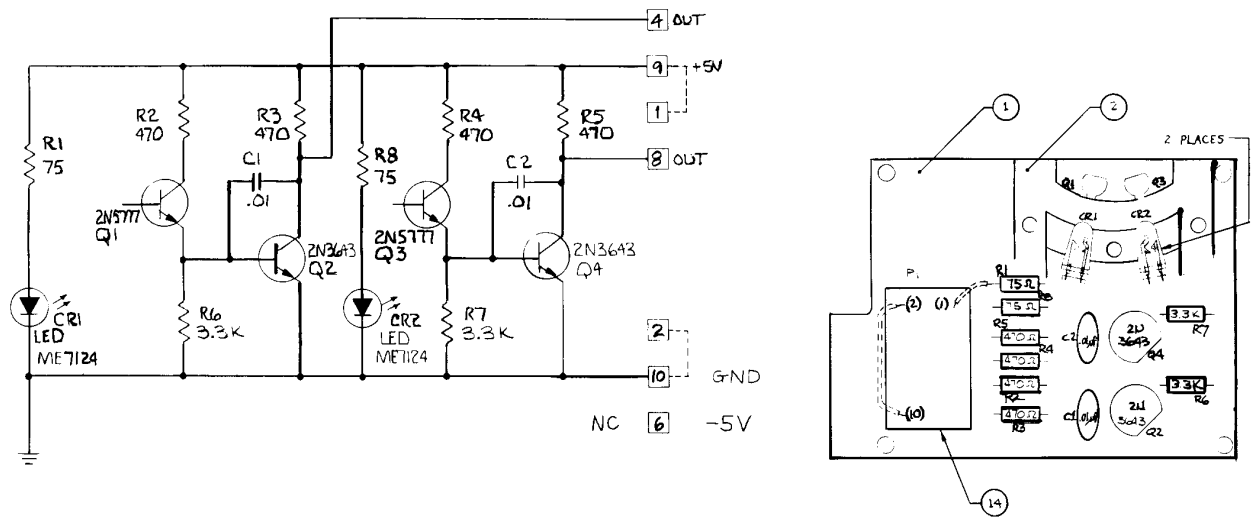 4 OUT
9 +5V
1
R2
470
R3
470
R4
470
R5
470
R1
75
C1
.01
R8
75
C2
.01
8 OUT
2N5777
Q1
2N3643
Q2
2N5777
Q3
2N3643
Q4
CR1
LED
ME7124
R6
3.3K
CR2
LED
ME7124
R7
3.3K
2
10 GND
NC 6 -5V
1
2
2 PLACES
Q1
Q3
CR1
CR2
P1
(2) (1)
(10)
R1
75Ω
75Ω
R8
R5
470Ω
R4
470Ω
470Ω
R2
470Ω
R3
C2
2N
3643
Q4
3.3K
R7
3.3K
R6
C1
2N
3643
Q2
14